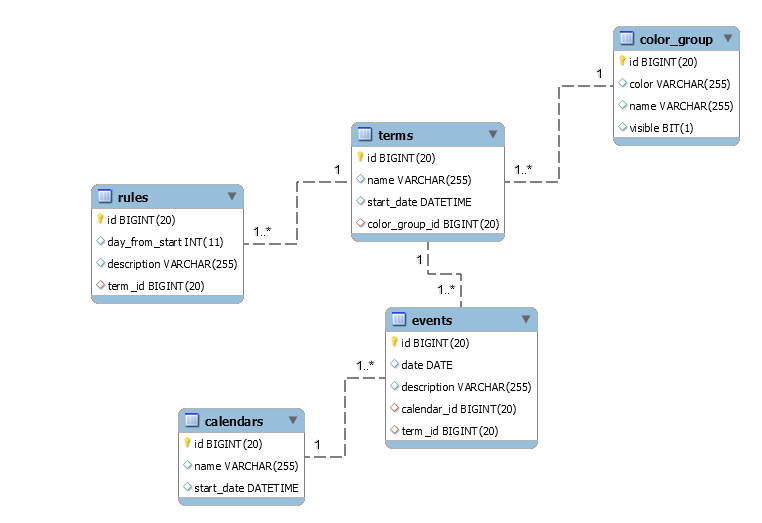 color_group
id BIGINT(20)
color VARCHAR(255)
name VARCHAR(255)
visible BIT(1)
1
terms
id BIGINT(20)
name VARCHAR(255)
start_date DATETIME
color_group_id BIGINT(20)
1
1..*
rules
id BIGINT(20)
day_from_start INT(11)
description VARCHAR(255)
term_id BIGINT(20)
1..*
1
1..*
events
id BIGINT(20)
date DATE
description VARCHAR(255)
calendar_id BIGINT(20)
term_id BIGINT(20)
1..*
calendars
id BIGINT(20)
name VARCHAR(255)
start_date DATETIME
1